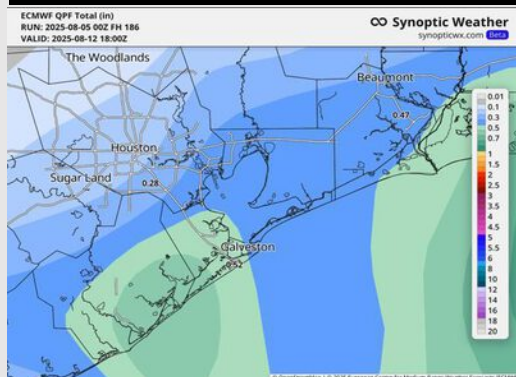 ECMWF QPF Total (in)
RUN: 2025-08-05 00Z FH 186
VALID: 2025-08-12 18:00Z
Synoptic Weather
synopticwx.com Beta
The Woodlands
Beaumont
0.47
Houston
Sugar Land
0.28
Galveston
0.52
0.01
0.1
0.3
0.5
0.7
1
1.5
2
2.5
3
3.5
4
4.5
5
5.5
6
8
10
12
14
16
18
20